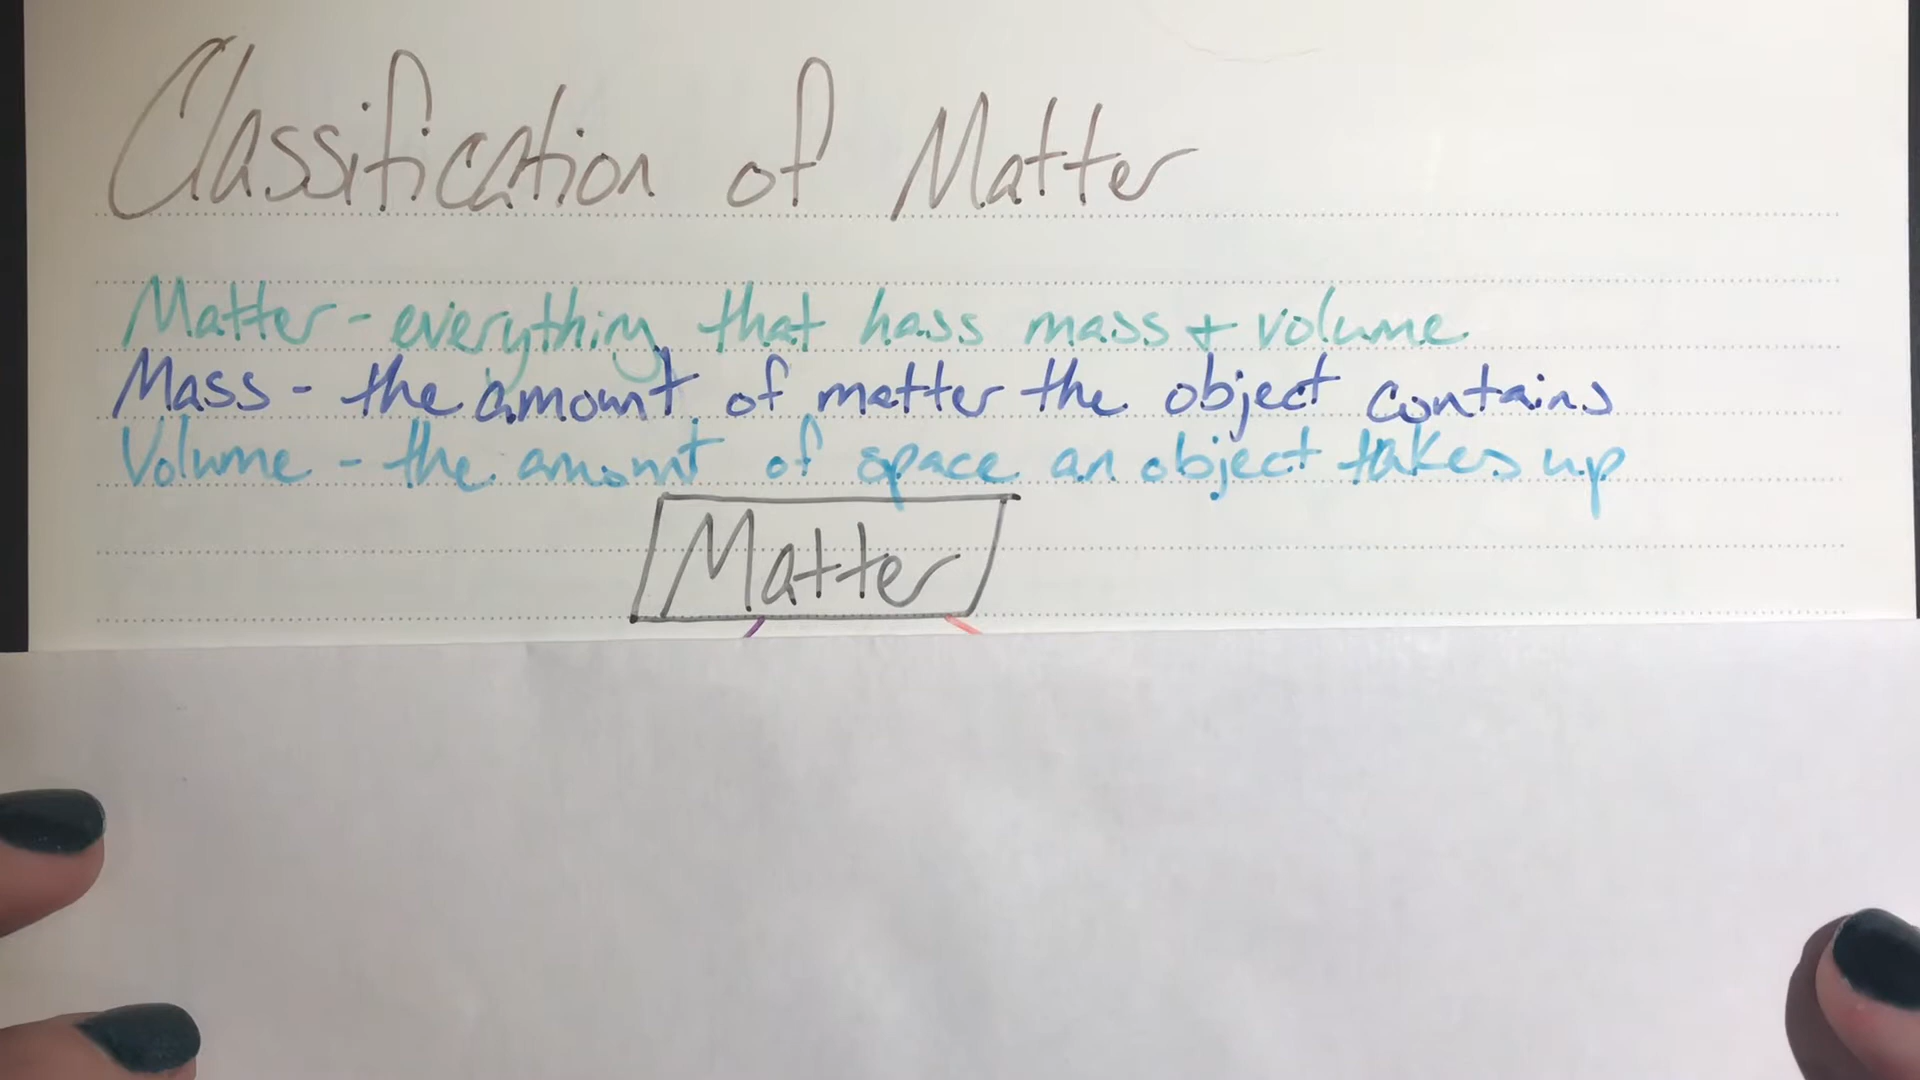 Classification of Matter
Matter - everything that hass mass + volume
Mass - the amount of matter the object contains
Volume - the amount of space an object takes up
Matter